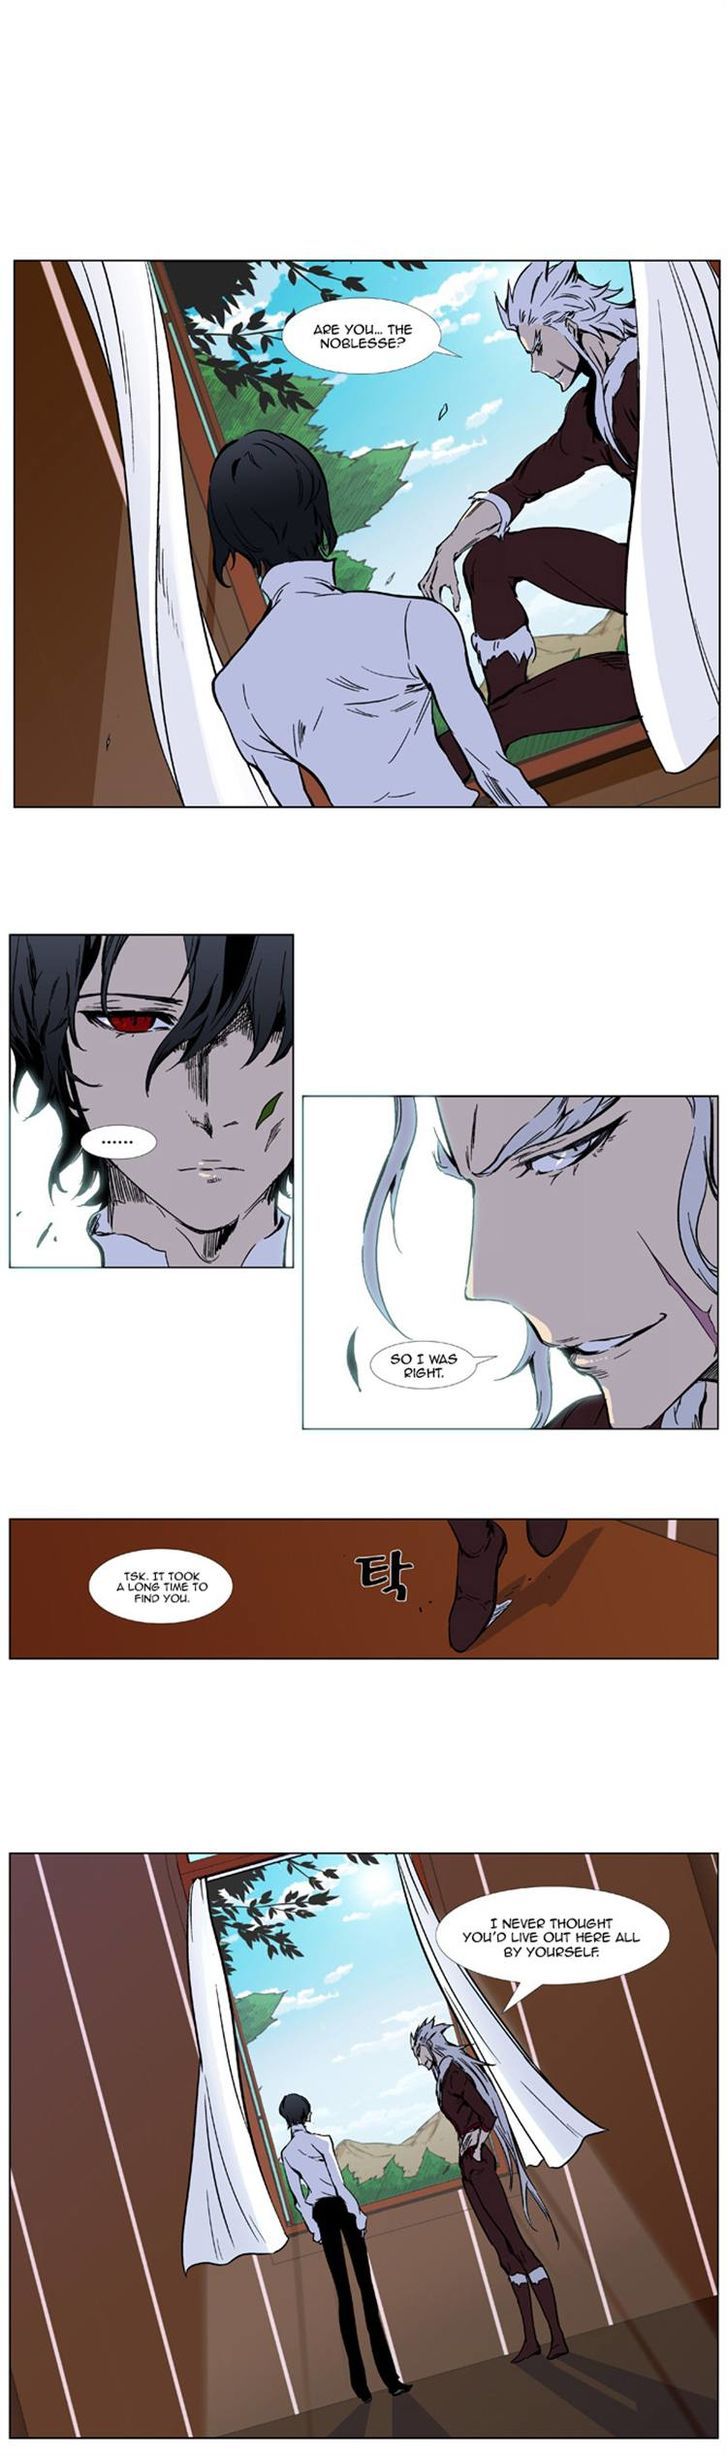 ARE YOU... THE
NOBLESSE?
......
SO I WAS
RIGHT.
TSK. IT TOOK
A LONG TIME TO
FIND YOU.
탁
I NEVER THOUGHT
YOU'D LIVE OUT HERE ALL
BY YOURSELF.